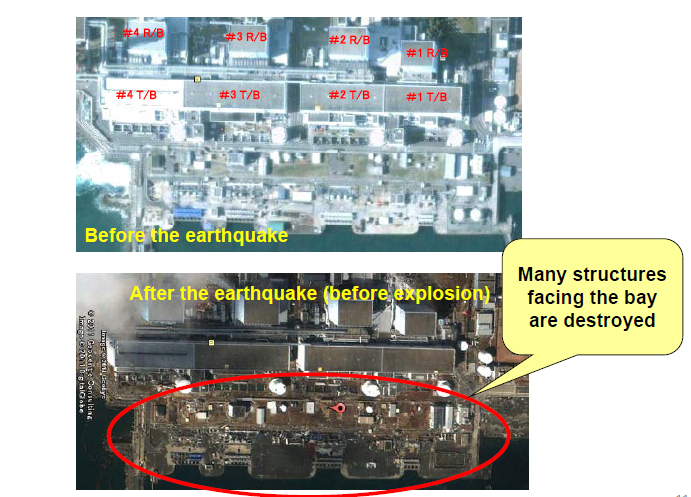 #4 R/B
#3 R/B
#2 R/B
#1 R/B
#4 T/B
#3 T/B
#2 T/B
#1 T/B
Before the earthquake
After the earthquake (before explosion)
Many structures
facing the bay
are destroyed